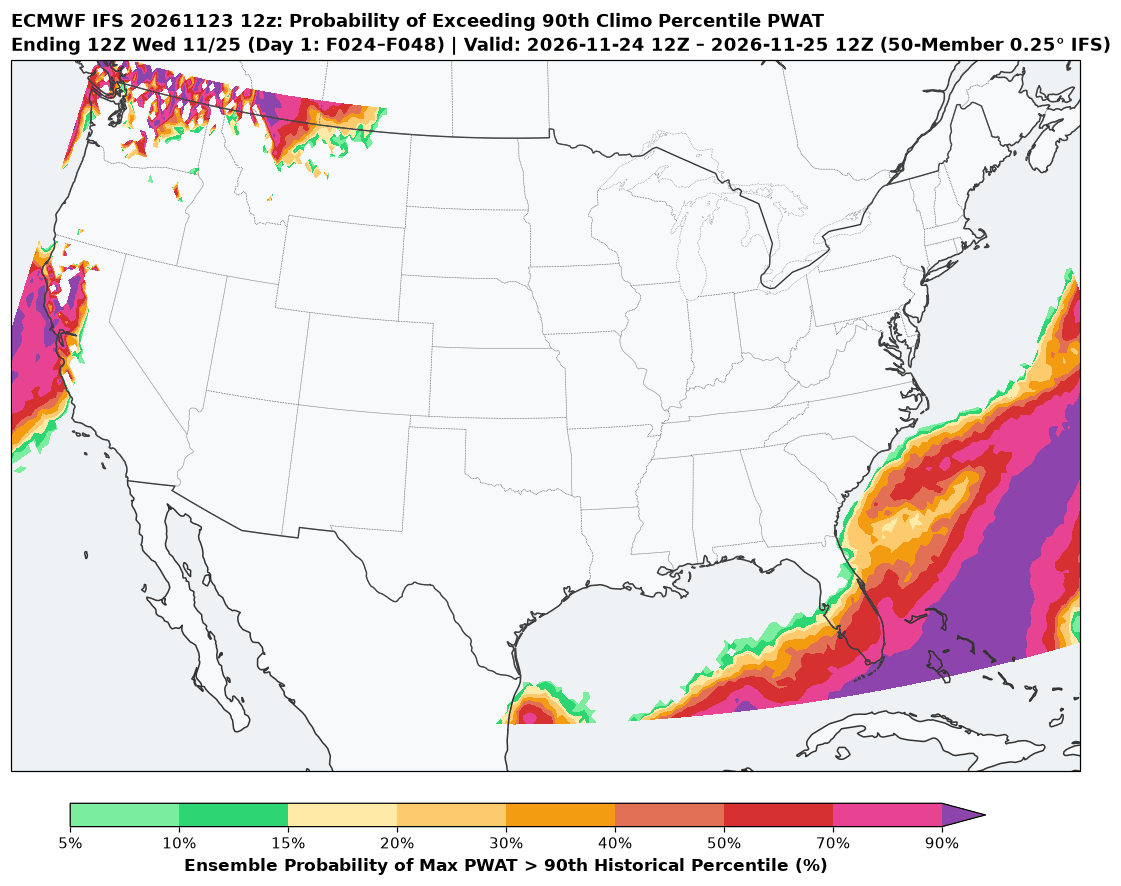 ECMWF IFS 20261123 12z: Probability of Exceeding 90th Climo Percentile PWAT
Ending 12Z Wed 11/25 (Day 1: F024–F048) | Valid: 2026-11-24 12Z – 2026-11-25 12Z (50-Member 0.25° IFS)
5% 10% 15% 20% 30% 40% 50% 70% 90%
Ensemble Probability of Max PWAT > 90th Historical Percentile (%)